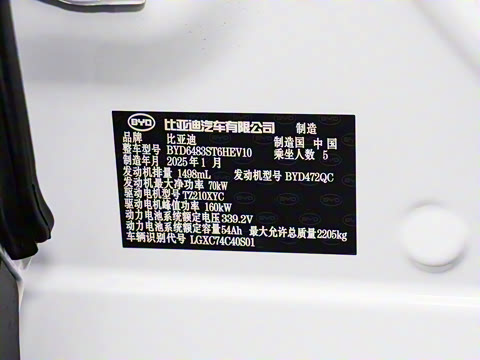 BYD 比亚迪汽车有限公司 制造
品牌 比亚迪 制造国 中国
整车型号 BYD6483ST6HEV10 乘坐人数 5
制造年月 2025年1月
发动机排量 1498mL 发动机型号 BYD472QC
发动机最大净功率 70kW
驱动电机型号 TZ210XYC
驱动电机峰值功率 160kW
动力电池系统额定电压 339.2V
动力电池系统额定容量 54Ah 最大允许总质量 2205kg
车辆识别代号 LGXC74C40S01